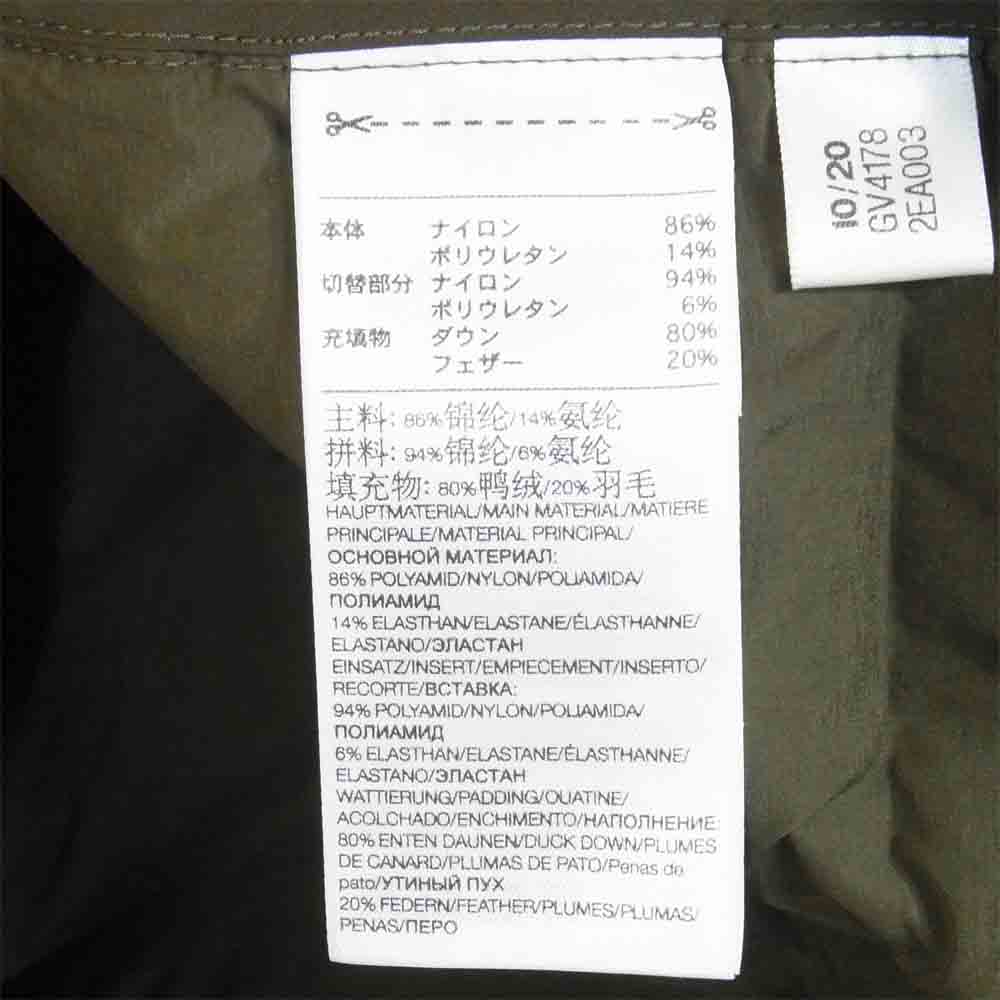 本体 ナイロン 86%
ポリウレタン 14%
切替部分 ナイロン 94%
ポリウレタン 6%
充填物 ダウン 80%
フェザー 20%
主料: 86%锦纶/14%氨纶
拼料: 94%锦纶/6%氨纶
填充物: 80%鸭绒/20%羽毛
HAUPTMATERIAL/MAIN MATERIAL/MATIERE
PRINCIPALE/MATERIAL PRINCIPAL/
ОСНОВНОЙ МАТЕРИАЛ:
86% POLYAMID/NYLON/POLIAMIDA/
ПОЛИАМИД
14% ELASTHAN/ELASTANE/ÉLASTHANNE/
ELASTANO/ЭЛАСТАН
EINSATZ/INSERT/EMPIECEMENT/INSERTO/
RECORTE/ВСТАВКА:
94% POLYAMID/NYLON/POLIAMIDA/
ПОЛИАМИД
6% ELASTHAN/ELASTANE/ÉLASTHANNE/
ELASTANO/ЭЛАСТАН
WATTIERUNG/PADDING/OUATINE/
ACOLCHADO/ENCHIMENTO/НАПОЛНЕНИЕ:
80% ENTEN DAUNEN/DUCK DOWN/PLUMES
DE CANARD/PLUMAS DE PATO/Penas de
pato/УТИНЫЙ ПУХ
20% FEDERN/FEATHER/PLUMES/PLUMAS/
PENAS/ПЕРО
10/20
GV4178
2EA003